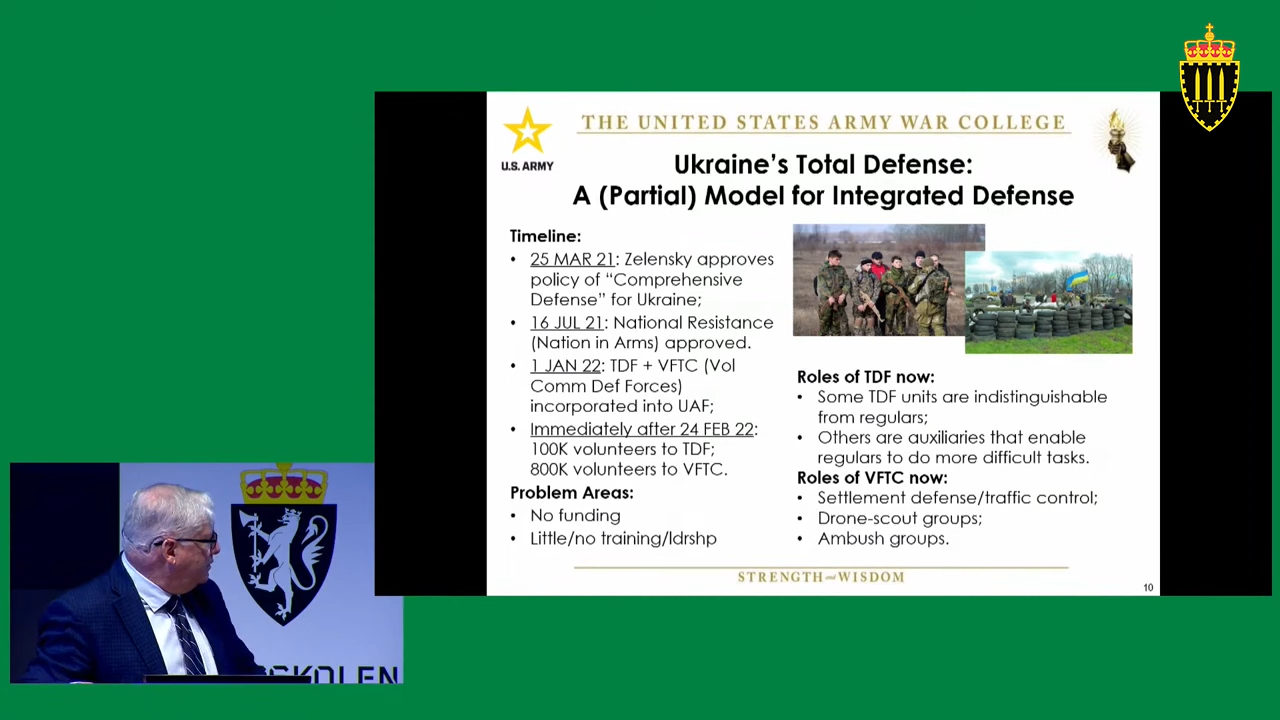 THE UNITED STATES ARMY WAR COLLEGE
U.S. ARMY
Ukraine's Total Defense:
A (Partial) Model for Integrated Defense
Timeline:
• 25 MAR 21: Zelensky approves
policy of “Comprehensive
Defense” for Ukraine;
• 16 JUL 21: National Resistance
(Nation in Arms) approved.
• 1 JAN 22: TDF + VFTC (Vol
Comm Def Forces)
incorporated into UAF;
• Immediately after 24 FEB 22:
100K volunteers to TDF;
800K volunteers to VFTC.
Problem Areas:
• No funding
• Little/no training/ldrshp
Roles of TDF now:
• Some TDF units are indistinguishable
from regulars;
• Others are auxiliaries that enable
regulars to do more difficult tasks.
Roles of VFTC now:
• Settlement defense/traffic control;
• Drone-scout groups;
• Ambush groups.
STRENGTH and WISDOM
10
SKOLEN